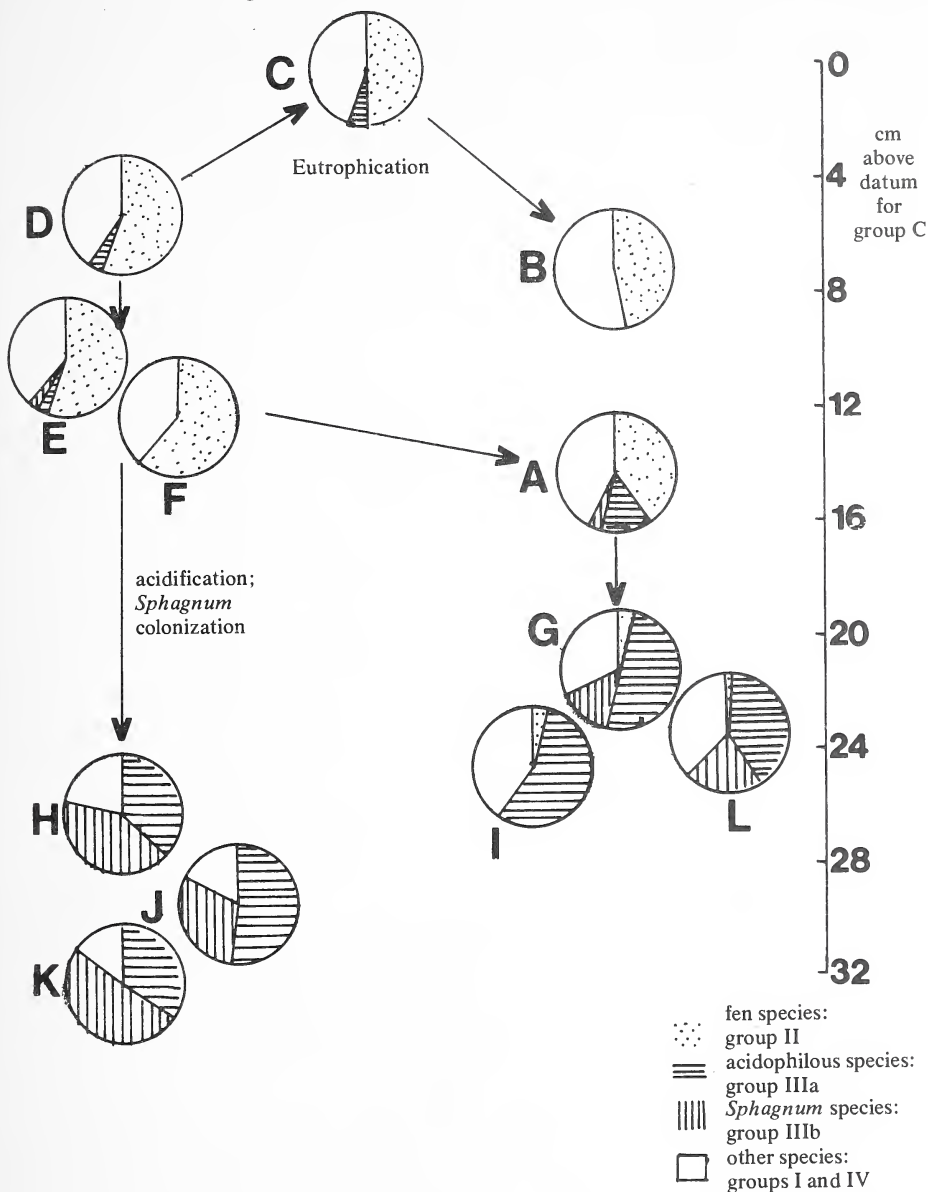 C
0
cm
above
datum
for
group C
Eutrophication
4
D
B
8
E
F
12
A
16
acidification;
Sphagnum
colonization
G
20
24
H
I
L
28
J
K
32
fen species:
group II
acidophilous species:
group IIIa
Sphagnum species:
group IIIb
other species:
groups I and IV